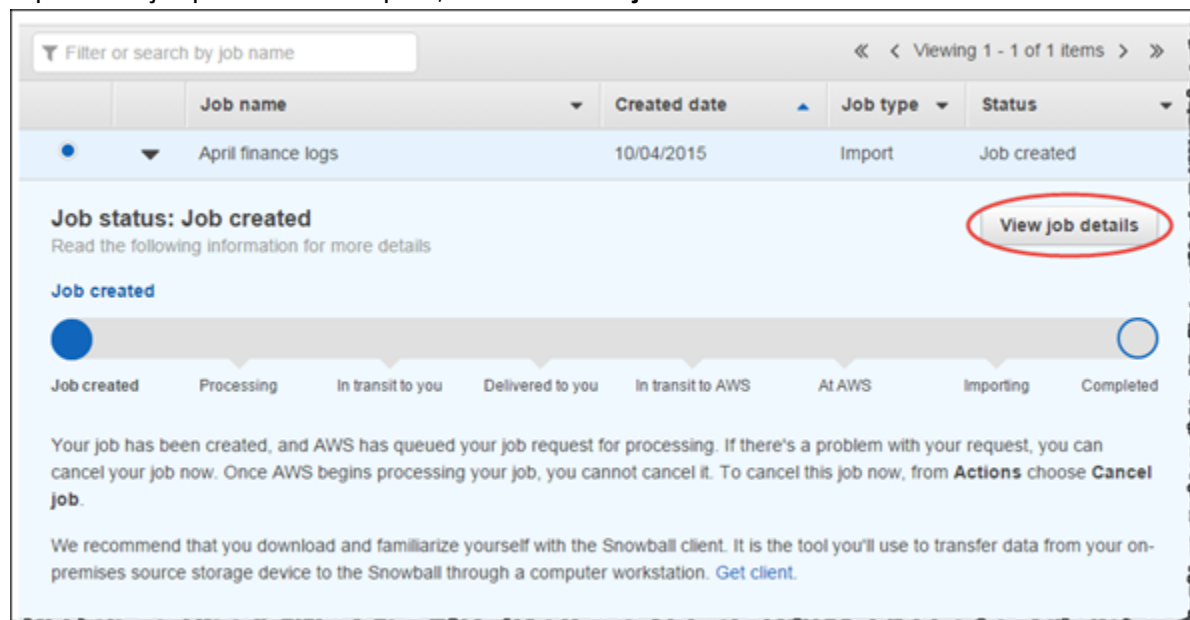 Filter or search by job name
« < Viewing 1 - 1 of 1 items > »
Job name Created date Job type Status
April finance logs 10/04/2015 Import Job created
Job status: Job created
View job details
Read the following information for more details
Job created
Job created Processing In transit to you Delivered to you In transit to AWS At AWS Importing Completed
Your job has been created, and AWS has queued your job request for processing. If there's a problem with your request, you can
cancel your job now. Once AWS begins processing your job, you cannot cancel it. To cancel this job now, from Actions choose Cancel
job.
We recommend that you download and familiarize yourself with the Snowball client. It is the tool you'll use to transfer data from your on-
premises source storage device to the Snowball through a computer workstation. Get client.